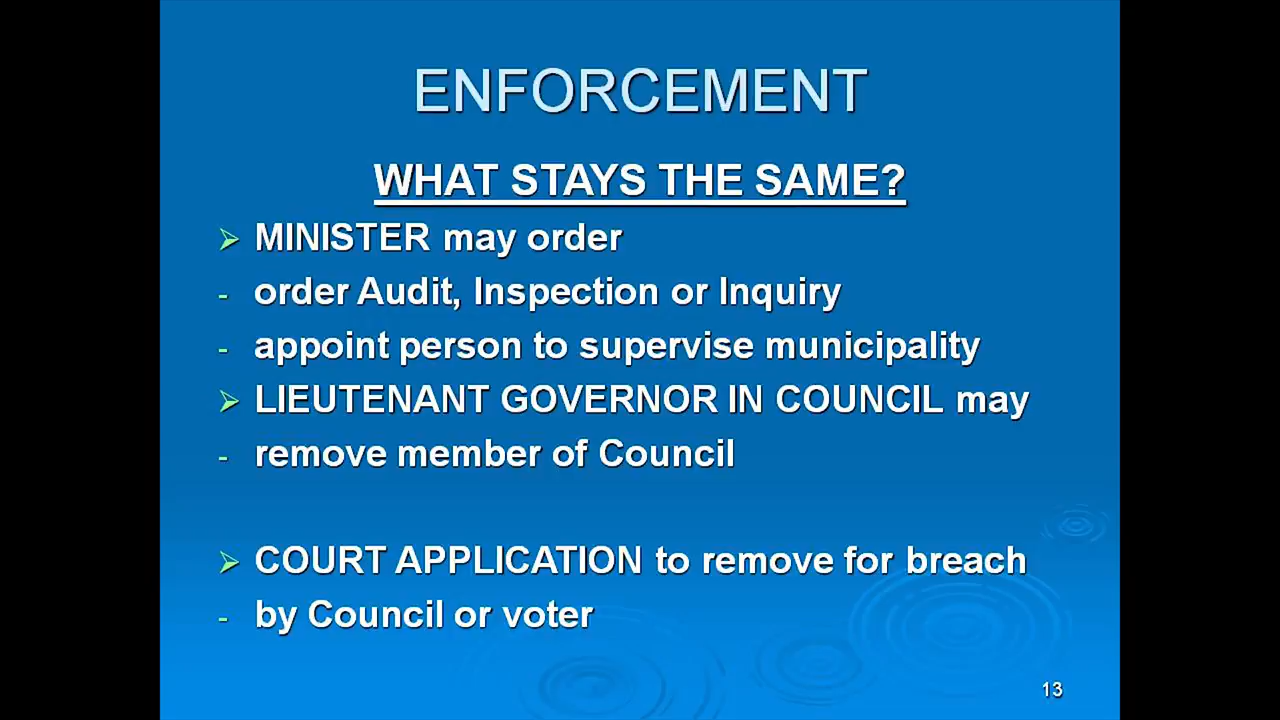 ENFORCEMENT
WHAT STAYS THE SAME?
MINISTER may order
- order Audit, Inspection or Inquiry
- appoint person to supervise municipality
LIEUTENANT GOVERNOR IN COUNCIL may
- remove member of Council
COURT APPLICATION to remove for breach
- by Council or voter
13